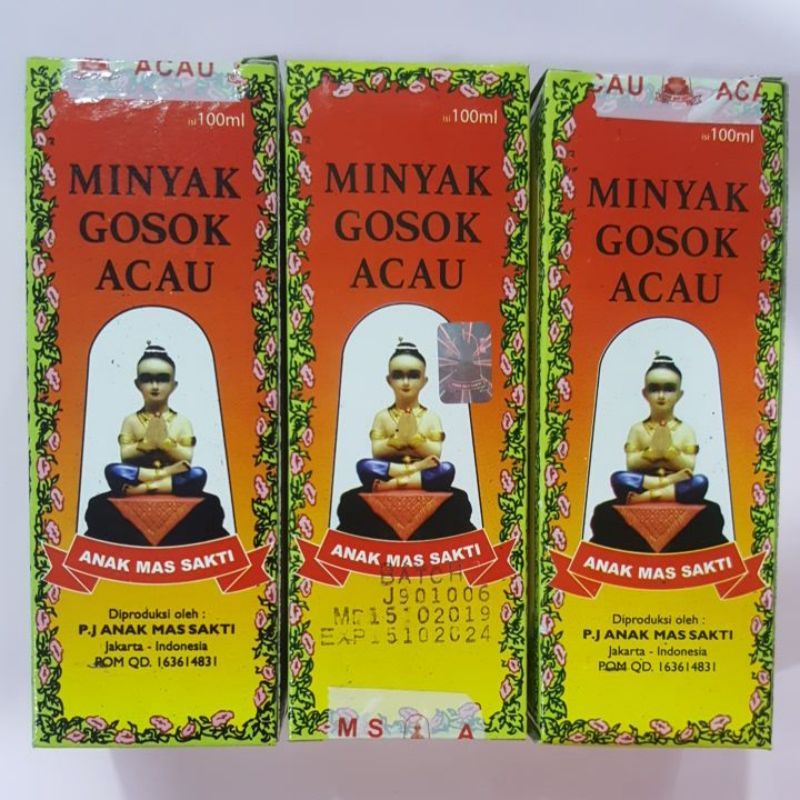 ACAU
isi 100ml
MINYAK
GOSOK
ACAU
ANAK MAS SAKTI
Diproduksi oleh :
P.J ANAK MAS SAKTI
Jakarta - Indonesia
POM QD. 163614831
isi 100ml
MINYAK
GOSOK
ACAU
ANAK MAS SAKTI
BATCH
J901006
MF15102019
EXP15102024
MS A
CAU ACA
isi 100ml
MINYAK
GOSOK
ACAU
ANAK MAS SAKTI
Diproduksi oleh :
P.J ANAK MAS SAKTI
Jakarta - Indonesia
POM QD. 163614831